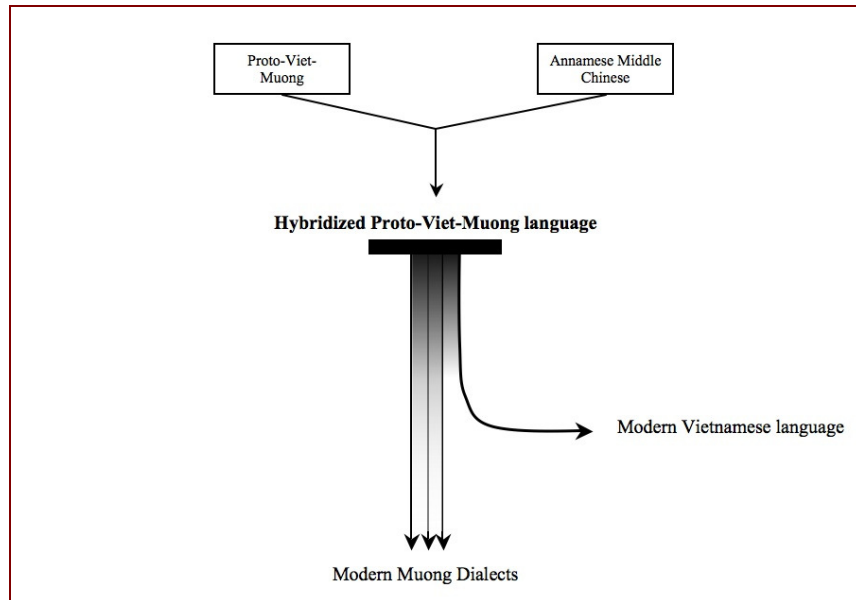 Proto-Viet-
Muong
Annamese Middle
Chinese
Hybridized Proto-Viet-Muong language
Modern Vietnamese language
Modern Muong Dialects